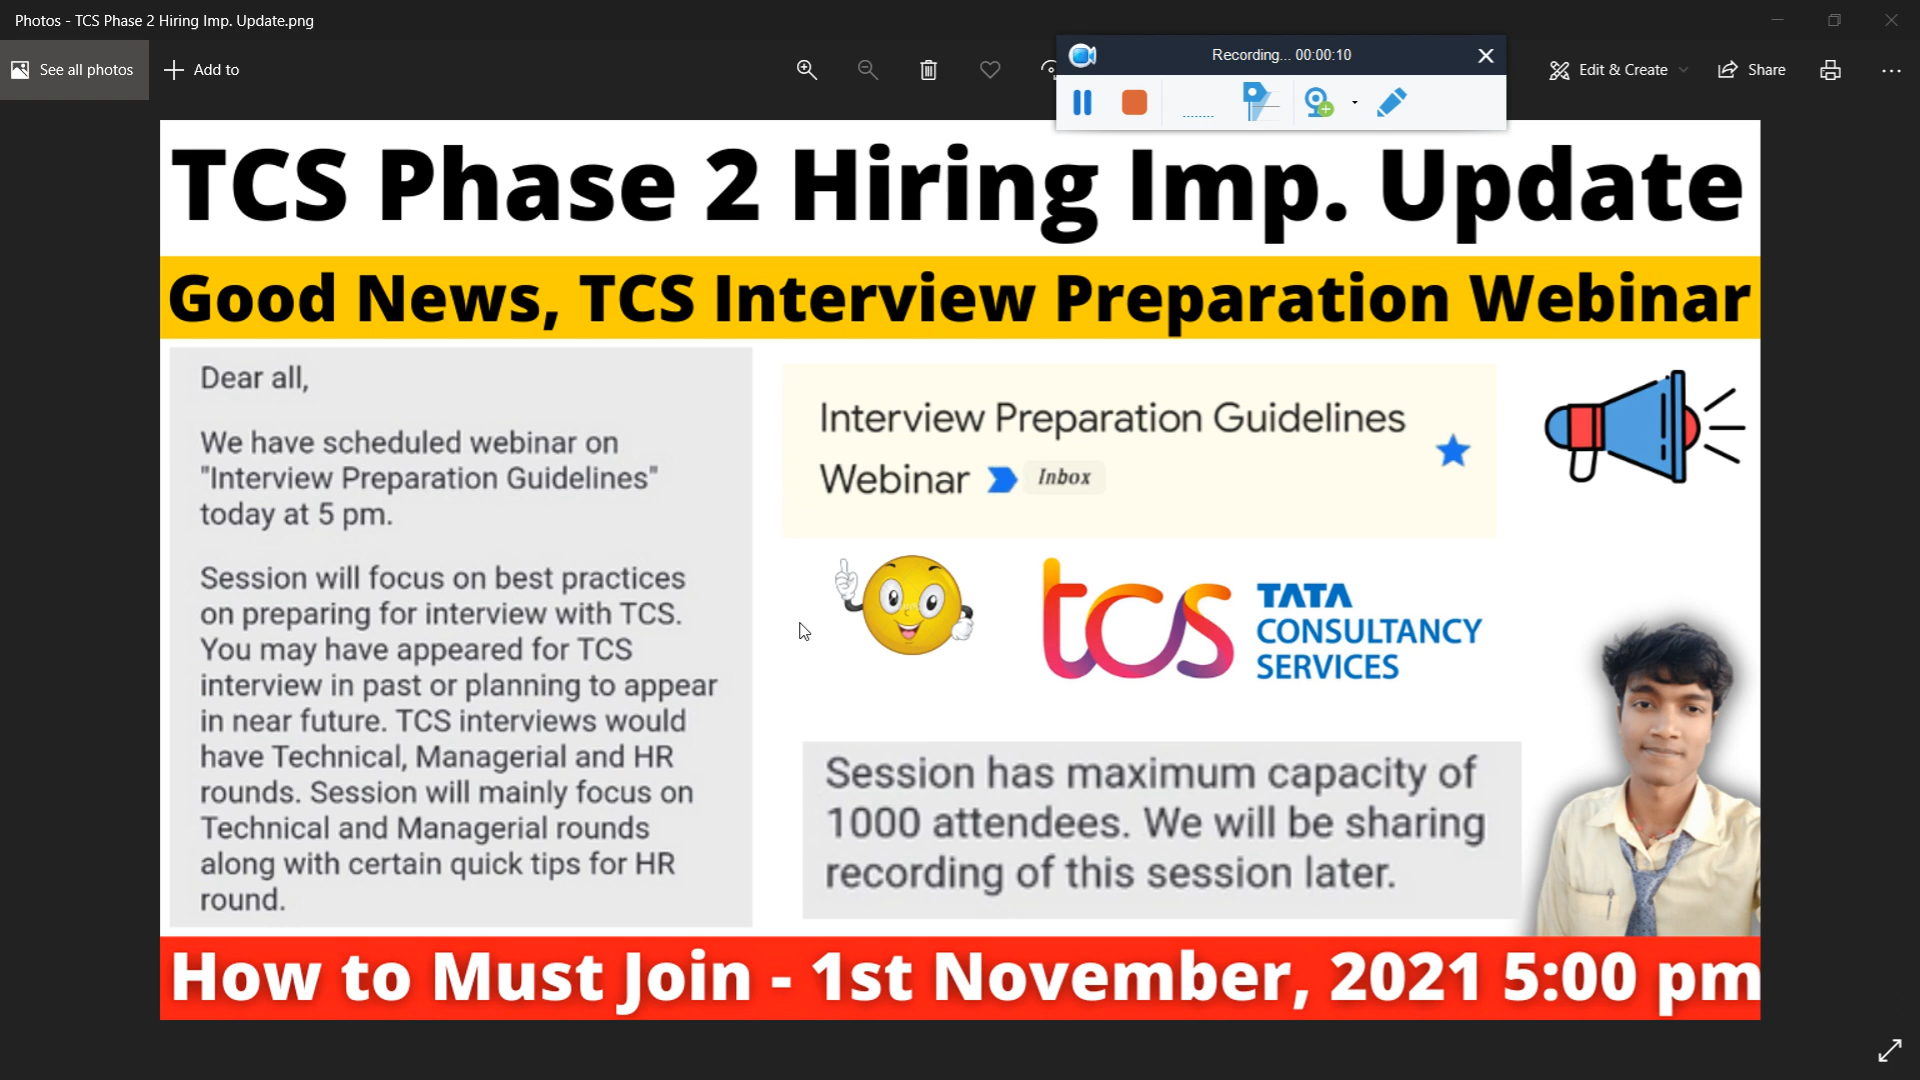 Photos - TCS Phase 2 Hiring Imp. Update.png
See all photos
Add to
Recording... 00:00:10
Edit & Create
Share
TCS Phase 2 Hiring Imp. Update
Good News, TCS Interview Preparation Webinar
Dear all,
We have scheduled webinar on
"Interview Preparation Guidelines"
today at 5 pm.
Session will focus on best practices
on preparing for interview with TCS.
You may have appeared for TCS
interview in past or planning to appear
in near future. TCS interviews would
have Technical, Managerial and HR
rounds. Session will mainly focus on
Technical and Managerial rounds
along with certain quick tips for HR
round.
Interview Preparation Guidelines
Webinar Inbox
tcs TATA
CONSULTANCY
SERVICES
Session has maximum capacity of
1000 attendees. We will be sharing
recording of this session later.
How to Must Join - 1st November, 2021 5:00 pm